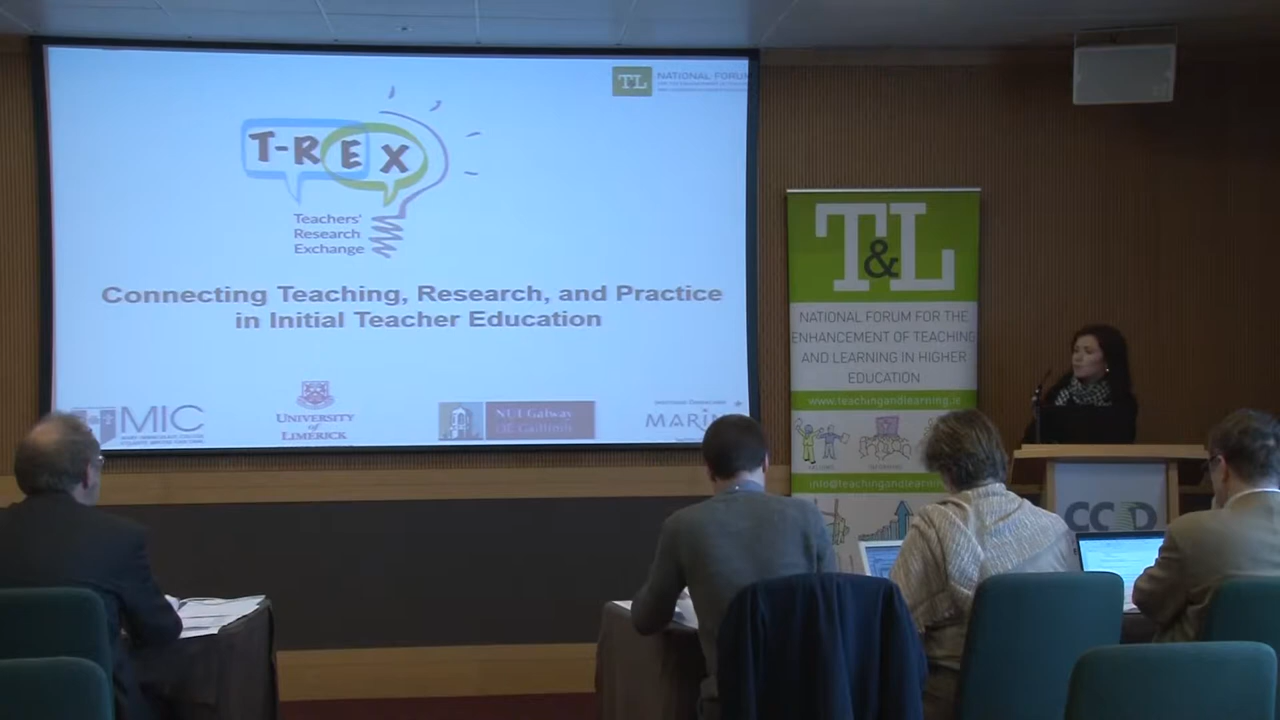 TL NATIONAL FORUM
T-REX
Teachers'
Research
Exchange
Connecting Teaching, Research, and Practice
in Initial Teacher Education
MIC
UNIVERSITY
of LIMERICK
NUI Galway
OÉ Gaillimh
T&L
NATIONAL FORUM FOR THE
ENHANCEMENT OF TEACHING
AND LEARNING IN HIGHER
EDUCATION
www.teachingandlearning.ie
info@teachingandlearnin